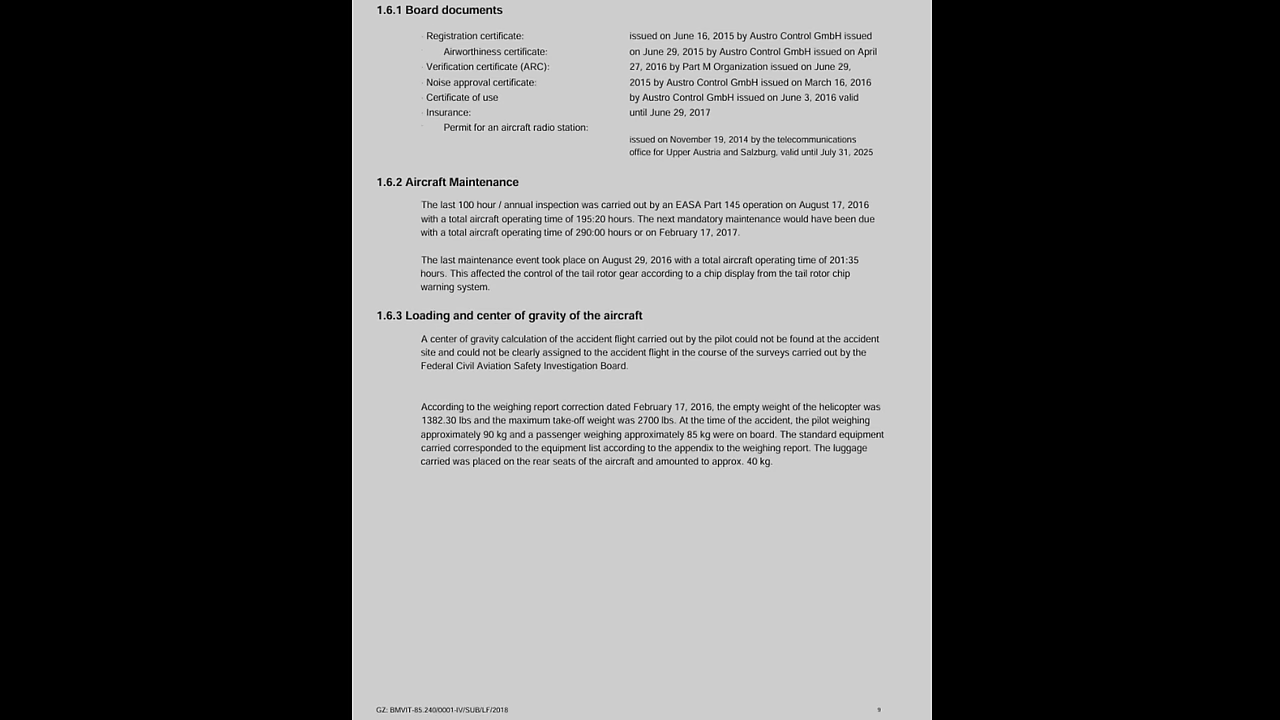 1.6.1 Board documents
Registration certificate: issued on June 16, 2015 by Austro Control GmbH issued
Airworthiness certificate: on June 29, 2015 by Austro Control GmbH issued on April
Verification certificate (ARC): 27, 2016 by Part M Organization issued on June 29,
Noise approval certificate: 2015 by Austro Control GmbH issued on March 16, 2016
Certificate of use by Austro Control GmbH issued on June 3, 2016 valid
Insurance: until June 29, 2017
Permit for an aircraft radio station:
issued on November 19, 2014 by the telecommunications
office for Upper Austria and Salzburg, valid until July 31, 2025
1.6.2 Aircraft Maintenance
The last 100 hour / annual inspection was carried out by an EASA Part 145 operation on August 17, 2016
with a total aircraft operating time of 195:20 hours. The next mandatory maintenance would have been due
with a total aircraft operating time of 290:00 hours or on February 17, 2017.
The last maintenance event took place on August 29, 2016 with a total aircraft operating time of 201:35
hours. This affected the control of the tail rotor gear according to a chip display from the tail rotor chip
warning system.
1.6.3 Loading and center of gravity of the aircraft
A center of gravity calculation of the accident flight carried out by the pilot could not be found at the accident
site and could not be clearly assigned to the accident flight in the course of the surveys carried out by the
Federal Civil Aviation Safety Investigation Board.
According to the weighing report correction dated February 17, 2016, the empty weight of the helicopter was
1382.30 lbs and the maximum take-off weight was 2700 lbs. At the time of the accident, the pilot weighing
approximately 90 kg and a passenger weighing approximately 85 kg were on board. The standard equipment
carried corresponded to the equipment list according to the appendix to the weighing report. The luggage
carried was placed on the rear seats of the aircraft and amounted to approx. 40 kg.
GZ: BMVIT-85.240/0001-IV/SUB/LF/2018 9